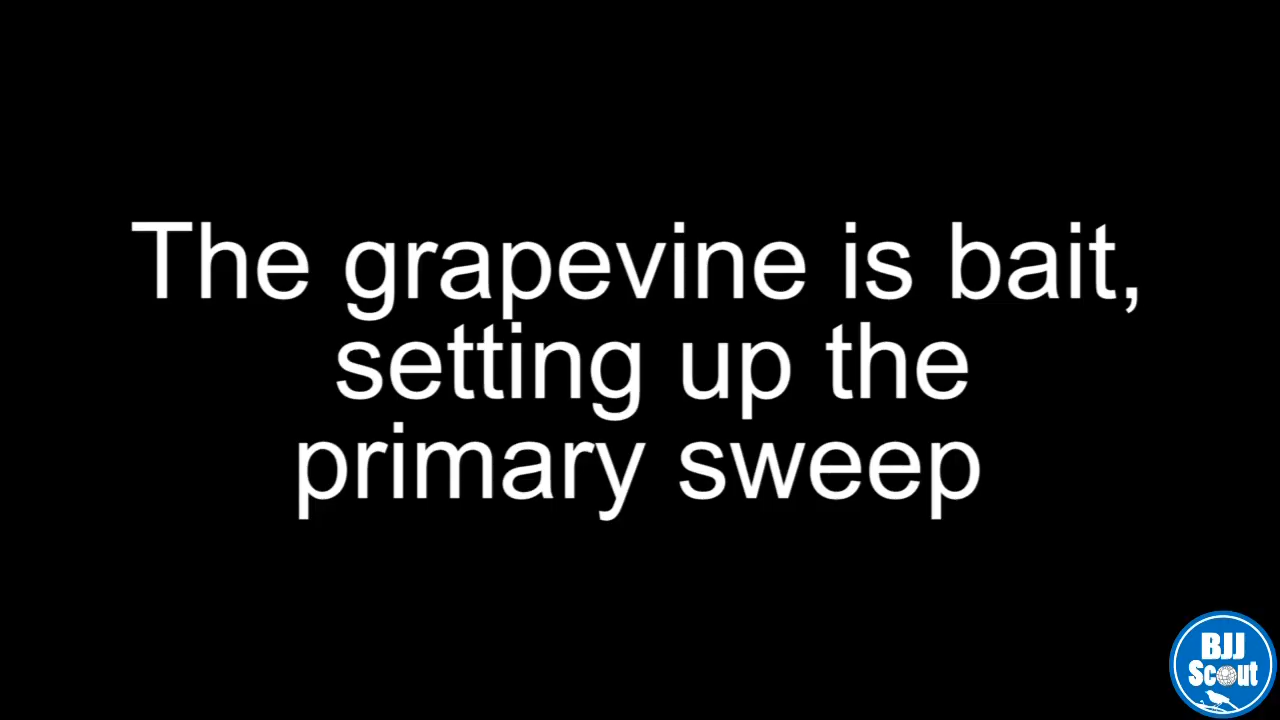 The grapevine is bait,
setting up the
primary sweep
BJJ
Scout